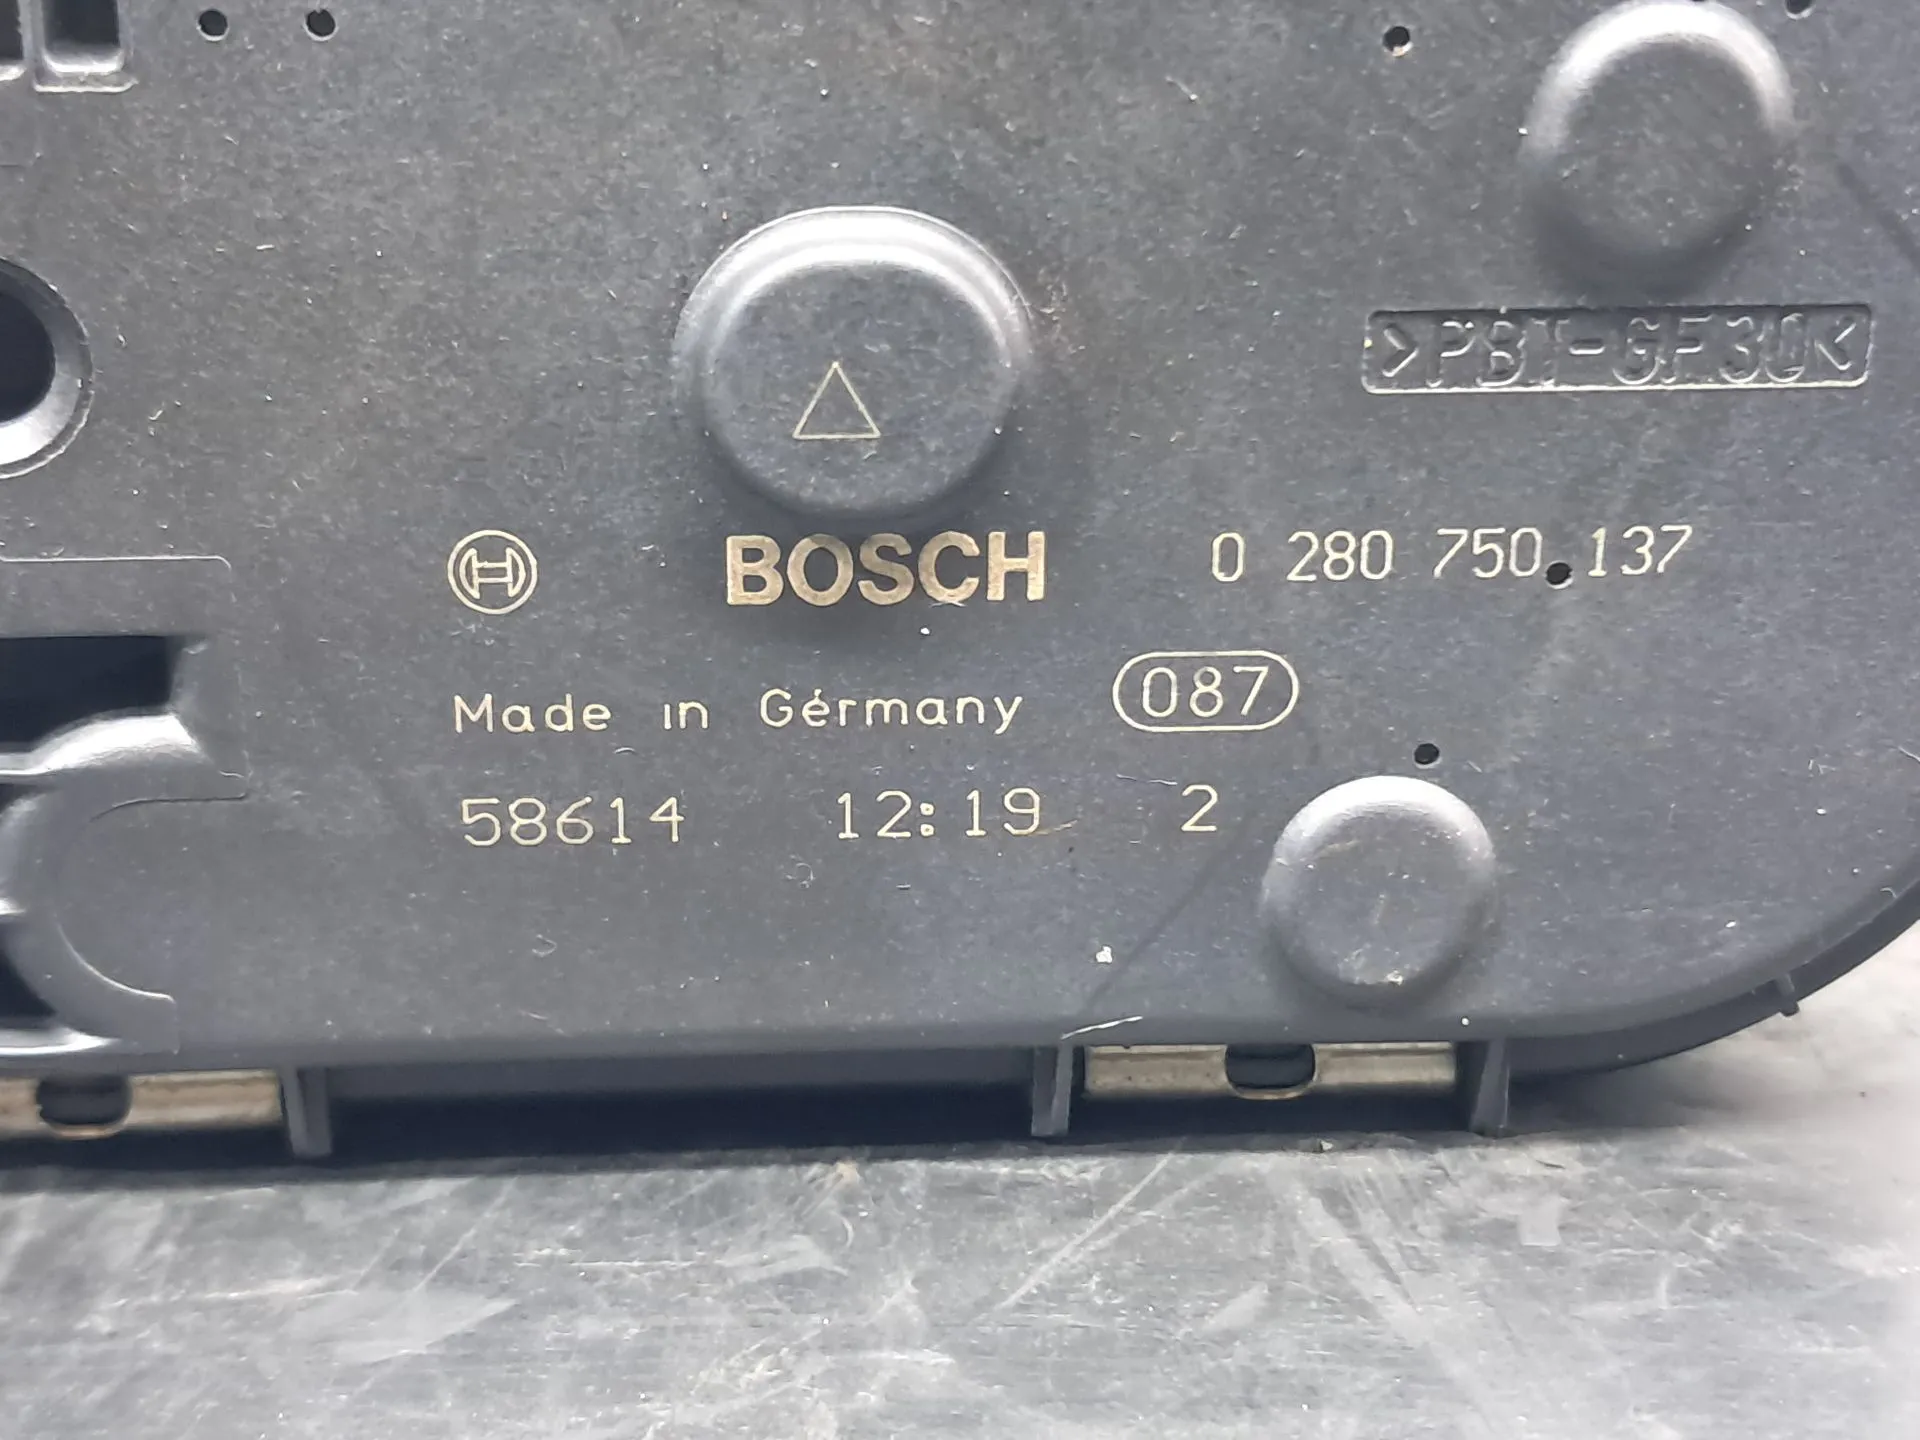 >PBT-GF30<
BOSCH 0 280 750 137
Made in Germany 087
58614 12:19 2